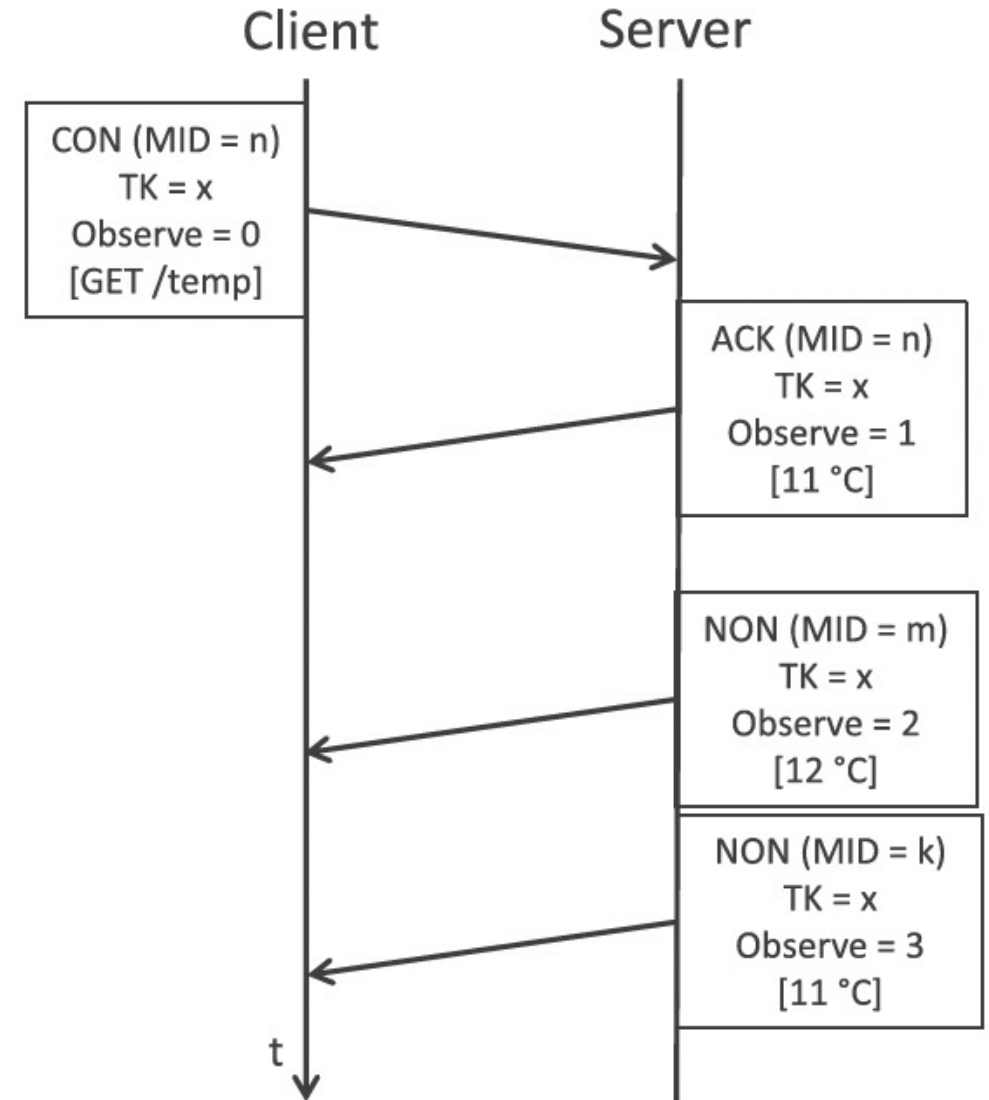 Client
Server
CON (MID = n)
TK = x
Observe = 0
[GET /temp]
ACK (MID = n)
TK = x
Observe = 1
[11 °C]
NON (MID = m)
TK = x
Observe = 2
[12 °C]
NON (MID = k)
TK = x
Observe = 3
[11 °C]
t